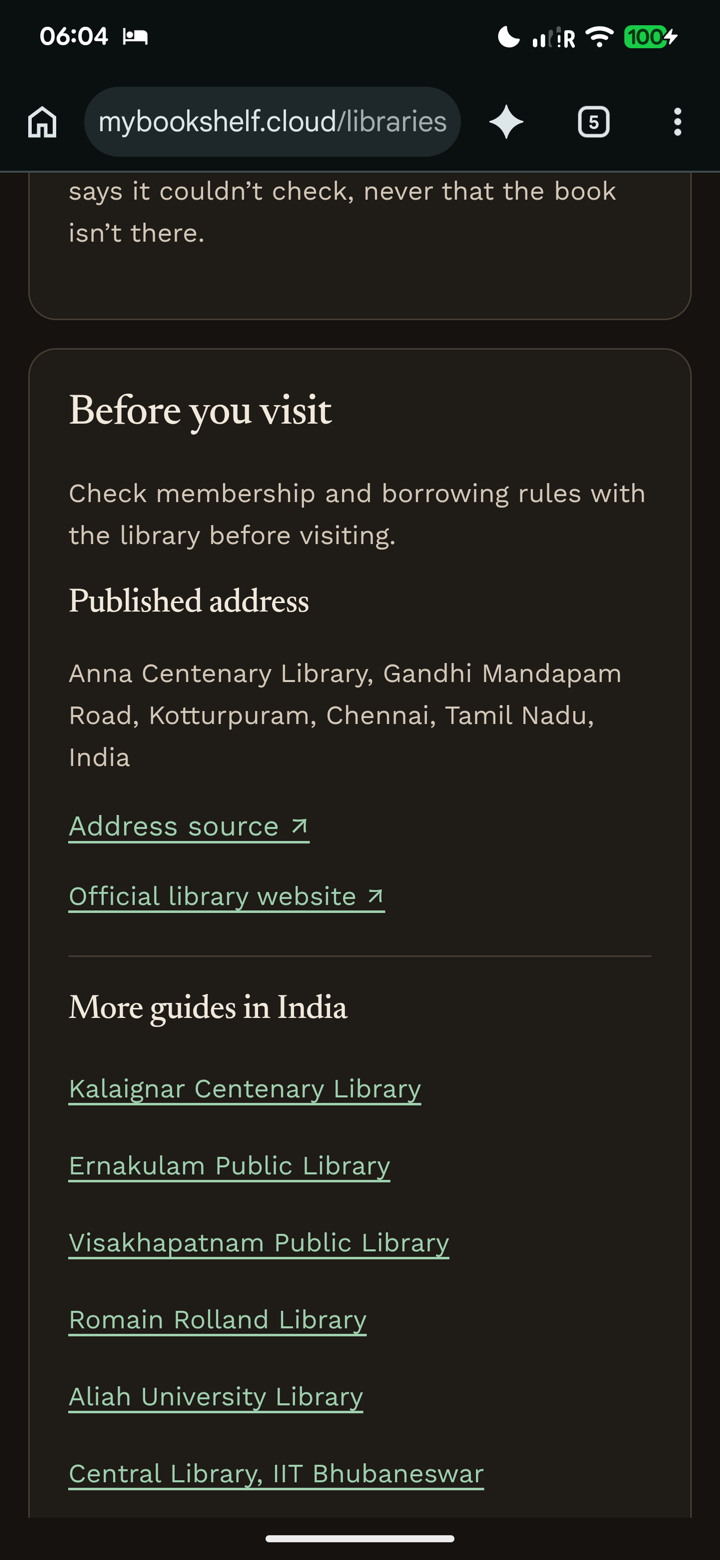 06:04
R
100
mybookshelf.cloud/libraries
5
says it couldn’t check, never that the book
isn’t there.
Before you visit
Check membership and borrowing rules with
the library before visiting.
Published address
Anna Centenary Library, Gandhi Mandapam
Road, Kotturpuram, Chennai, Tamil Nadu,
India
Address source ↗
Official library website ↗
More guides in India
Kalaignar Centenary Library
Ernakulam Public Library
Visakhapatnam Public Library
Romain Rolland Library
Aliah University Library
Central Library, IIT Bhubaneswar